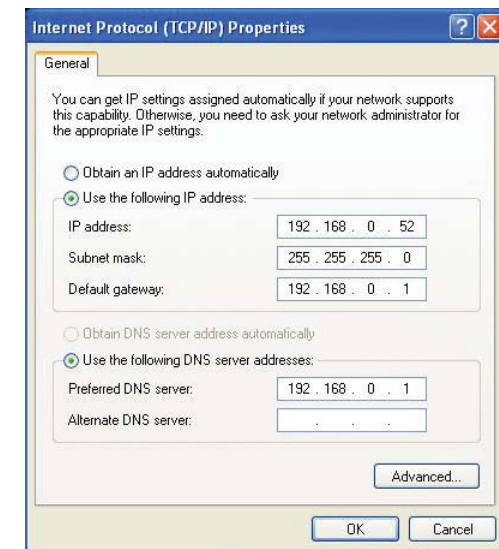 Internet Protocol (TCP/IP) Properties
General
You can get IP settings assigned automatically if your network supports
this capability. Otherwise, you need to ask your network administrator for
the appropriate IP settings.
Obtain an IP address automatically
Use the following IP address:
IP address: 192 . 168 . 0 . 52
Subnet mask: 255 . 255 . 255 . 0
Default gateway: 192 . 168 . 0 . 1
Obtain DNS server address automatically
Use the following DNS server addresses:
Preferred DNS server: 192 . 168 . 0 . 1
Alternate DNS server: . . .
Advanced...
OK Cancel